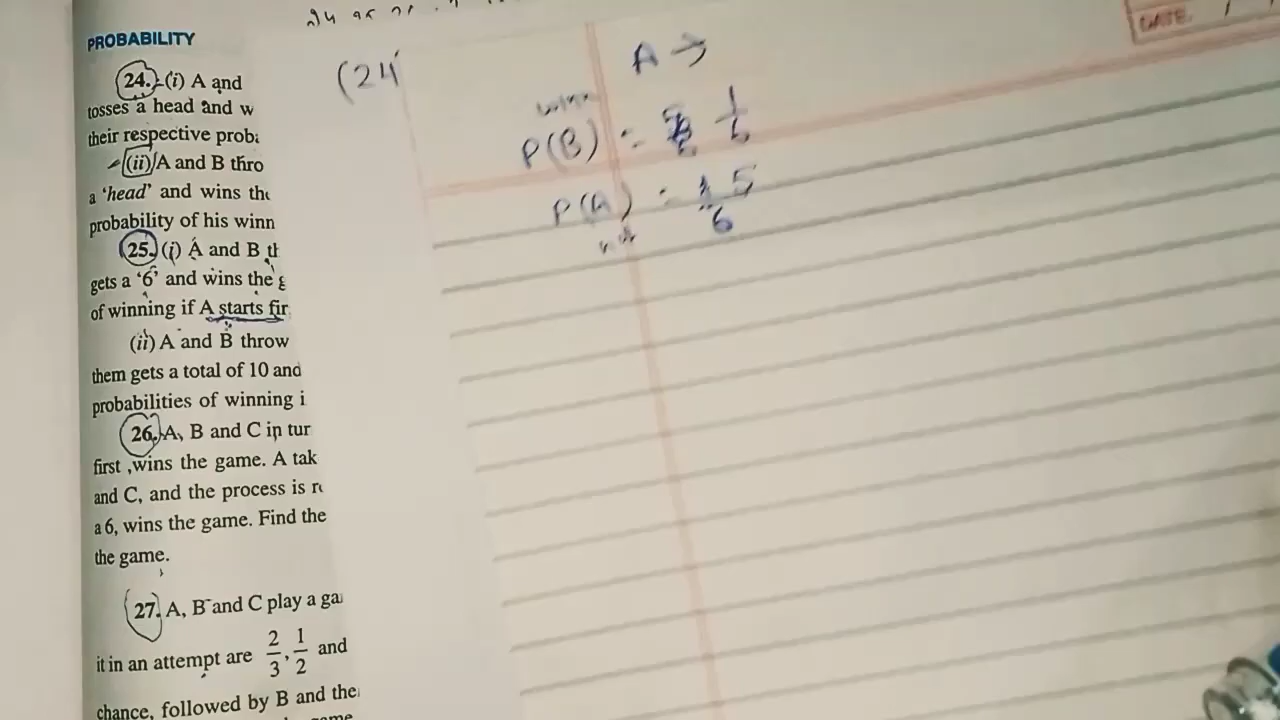 PROBABILITY
24. (i) A and
tosses a head and w
their respective proba
(ii) A and B thro
a ‘head’ and wins the
probability of his winn
25. (i) A and B th
gets a ‘6’ and wins the g
of winning if A starts fir
(ii) A and B throw
them gets a total of 10 and
probabilities of winning i
26. A, B and C in tur
first ,wins the game. A tak
and C, and the process is re
a 6, wins the game. Find the
the game.
27. A, B and C play a ga
it in an attempt are 2/3, 1/2 and
chance, followed by B and the
DATE.
(24
A →
P(B) = 1/6
P(A) = 5/6